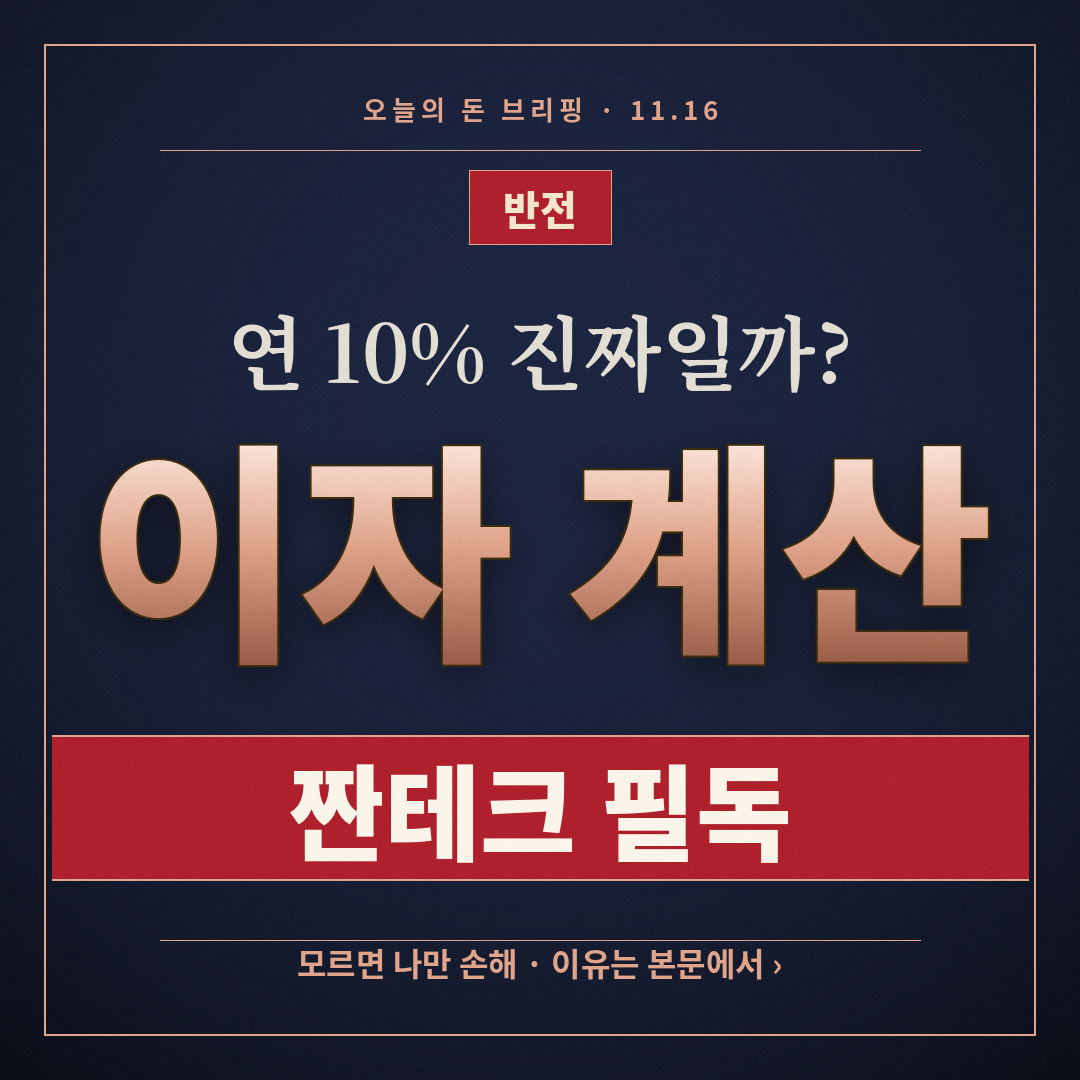 오늘의 돈 브리핑 · 11.16
반전
연 10% 진짜일까?
이자 계산
짠테크 필독
모르면 나만 손해 · 이유는 본문에서 ›